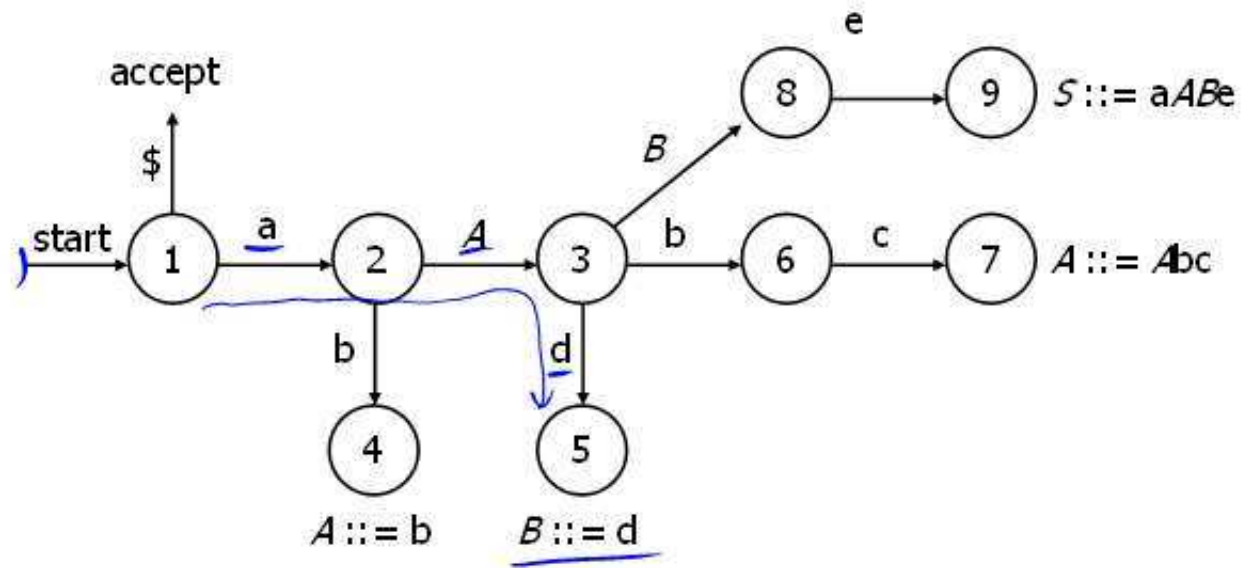 e
accept
8
9
S ::= aABe
B
$
start
a
A
b
c
1
2
3
6
7
A ::= Abc
b
d
4
5
A ::= b
B ::= d